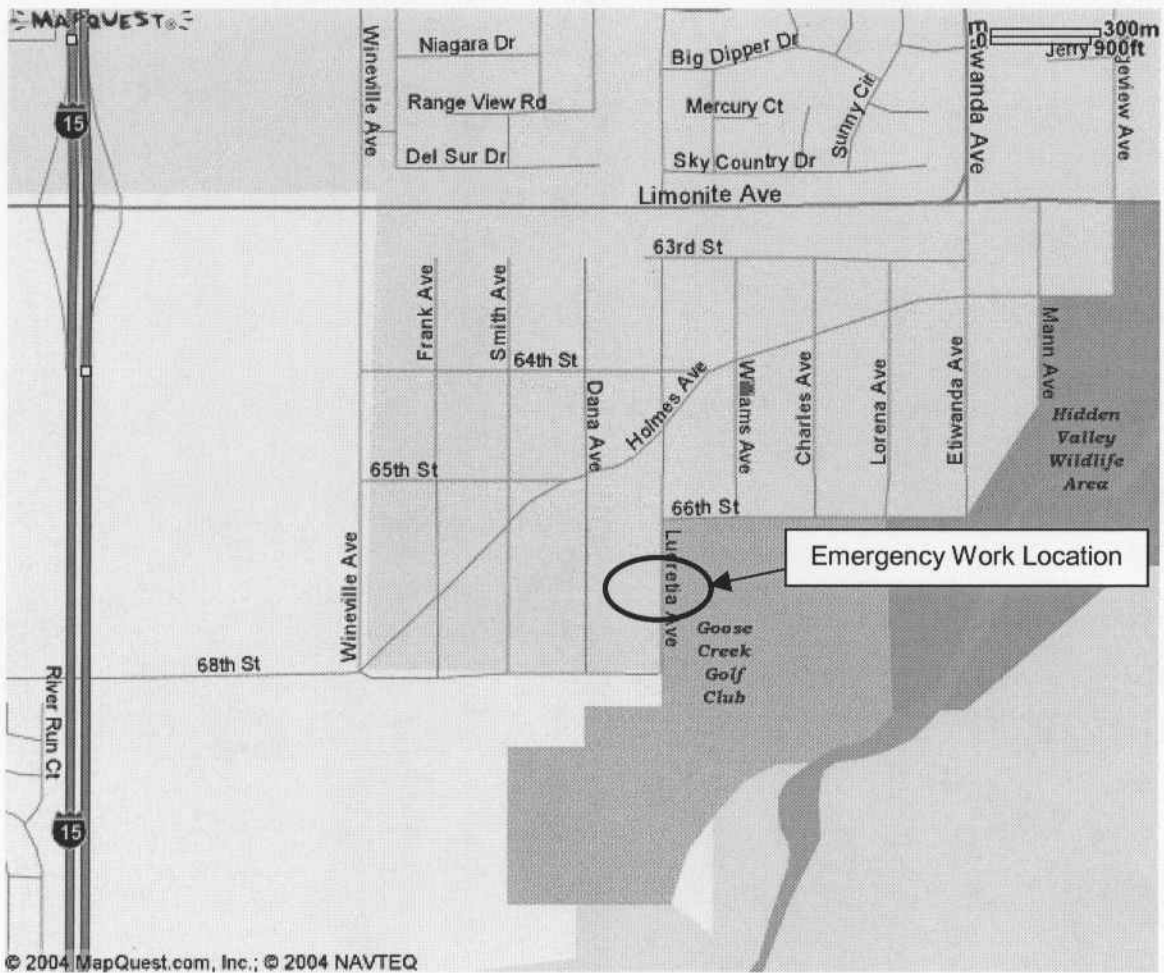 MAPQUEST
300m
900ft
0
Jerry
Niagara Dr
Big Dipper Dr
Wineville Ave
Etiwanda Ave
Range View Rd
Mercury Ct
Sunny Cir
15
Del Sur Dr
Sky Country Dr
Limonite Ave
63rd St
Frank Ave
Smith Ave
64th St
Dana Ave
Holmes Ave
Williams Ave
Charles Ave
Lorena Ave
Etiwanda Ave
Mann Ave
Hidden
Valley
Wildlife
Area
65th St
66th St
Wineville Ave
Lucretia Ave
Emergency Work Location
Goose
Creek
Golf
Club
68th St
River Run Ct
15
© 2004 MapQuest.com, Inc.; © 2004 NAVTEQ